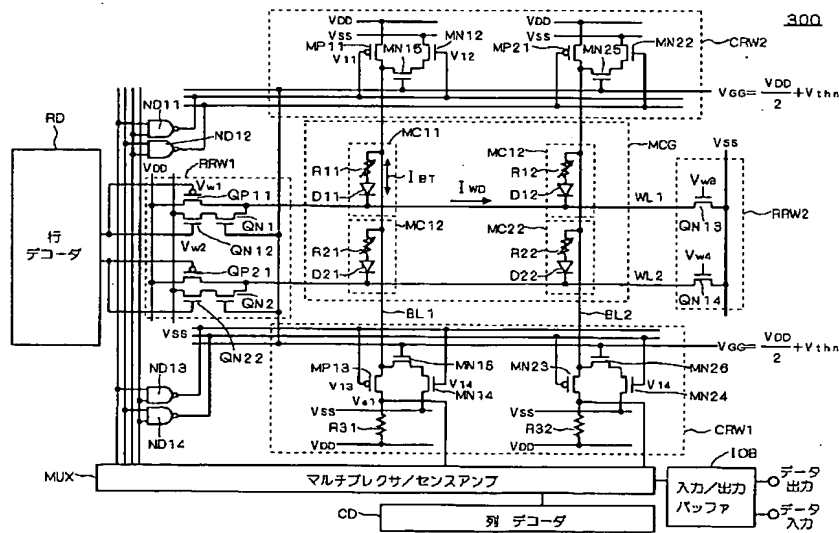 300
VDD
VSS
MP11
V11
MN15
MN12
V12
VDD
VSS
MP21
MN25
MN22
CRW2
VGG=VDD/2+Vthn
ND11
ND12
RD
行
デコーダ
VDD
RRW1
Vw1
QP11
QN1
Vw2
QN12
QP21
QN2
VSS
QN22
MC11
R11
D11
IBT
IWD
MC12
R12
D12
MCG
VSS
WL1
Vw3
QN13
RRW2
MC12
R21
D21
MC22
R22
D22
WL2
Vw4
QN14
BL1
BL2
ND13
ND14
VGG=VDD/2+Vthn
MP13
V13
MN16
V14
MN14
VSS
R31
VDD
MN23
MN26
V14
MN24
VSS
R32
VDD
CRW1
MUX
マルチプレクサ/センスアンプ
IOB
入力/出力
バッファ
データ
出力
データ
入力
CD
列 デコーダ